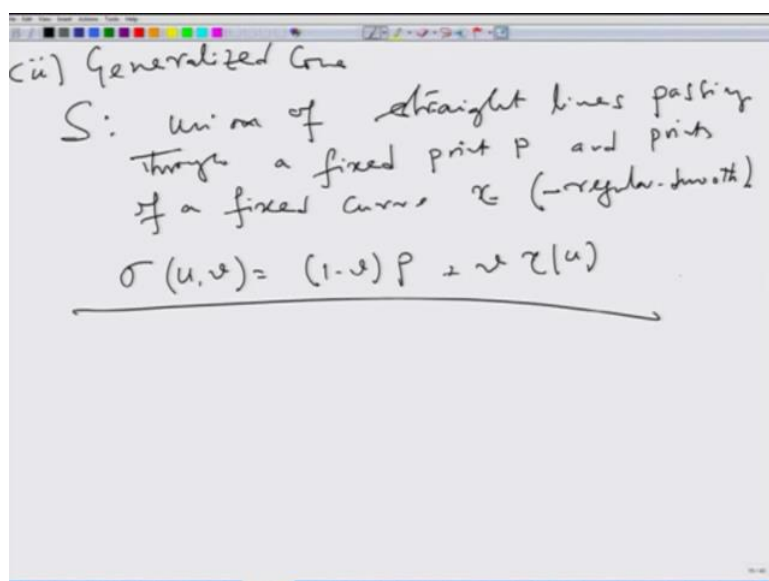 (ii) Generalized Cone
S: union of straight lines passing
through a fixed point p and points
of a fixed curve γ (-regular-smooth)
σ(u,v) = (1-v) p + v γ(u)